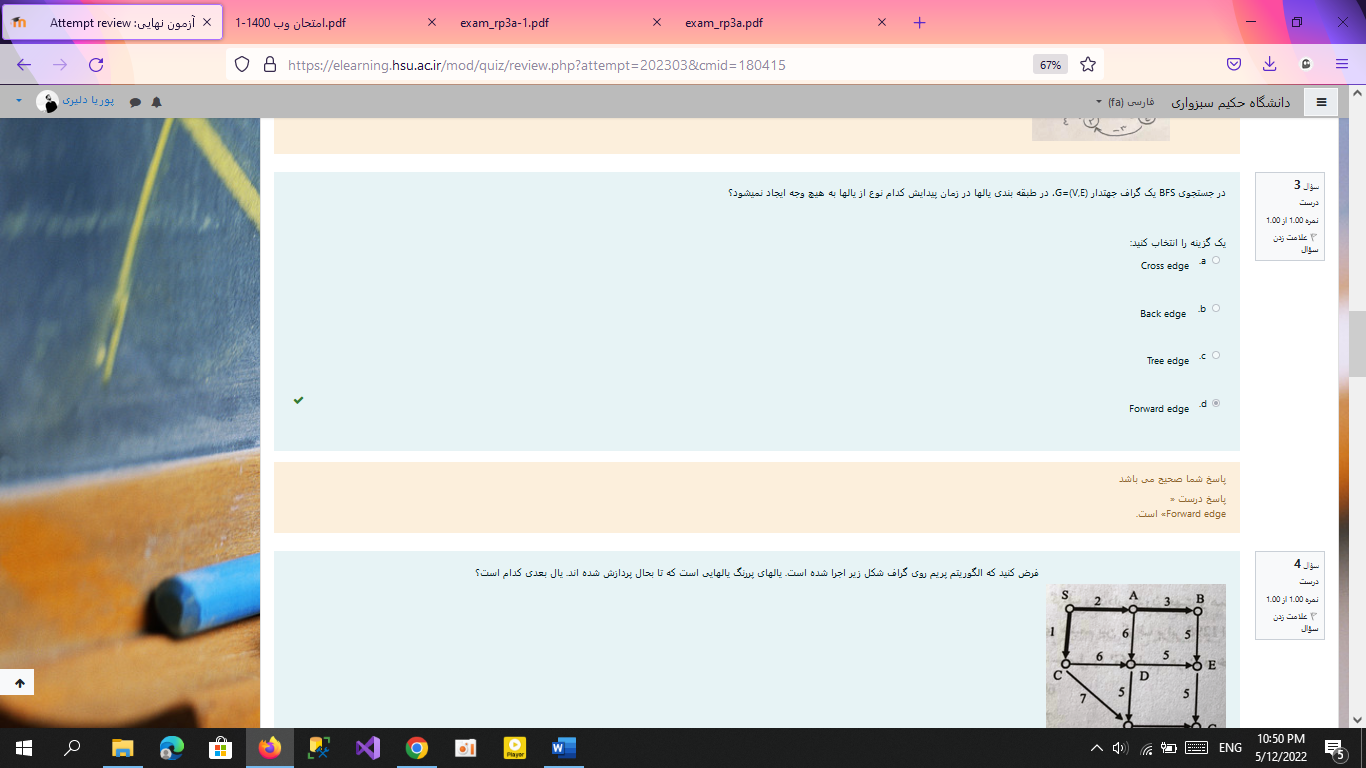 Attempt review :آزمون نهایی
امتحان وب 1400-1.pdf
exam_rp3a-1.pdf
exam_rp3a.pdf
https://elearning.hsu.ac.ir/mod/quiz/review.php?attempt=202303&cmid=180415
67%
دانشگاه حکیم سبزواری
فارسی ‎(fa)‎
پوریا دلیری
سؤال 3
درست
نمره 1.00 از 1.00
علامت زدن
سؤال
در جستجوی BFS یک گراف جهتدار G=(V,E)، در طبقه بندی یالها در زمان پیدایش کدام نوع از یالها به هیچ وجه ایجاد نمیشود؟
یک گزینه را انتخاب کنید:
a.
Cross edge
b.
Back edge
c.
Tree edge
d.
Forward edge
پاسخ شما صحیح می باشد
پاسخ درست «
Forward edge» است.
سؤال 4
درست
نمره 1.00 از 1.00
علامت زدن
سؤال
فرض کنید که الگوریتم پریم روی گراف شکل زیر اجرا شده است. یالهای پررنگ یالهایی است که تا بحال پردازش شده اند. یال بعدی کدام است؟
S 2 A 3 B
1 6 5
C 6 D 5 E
7 5 5
ENG
10:50 PM
5/12/2022
5
Player